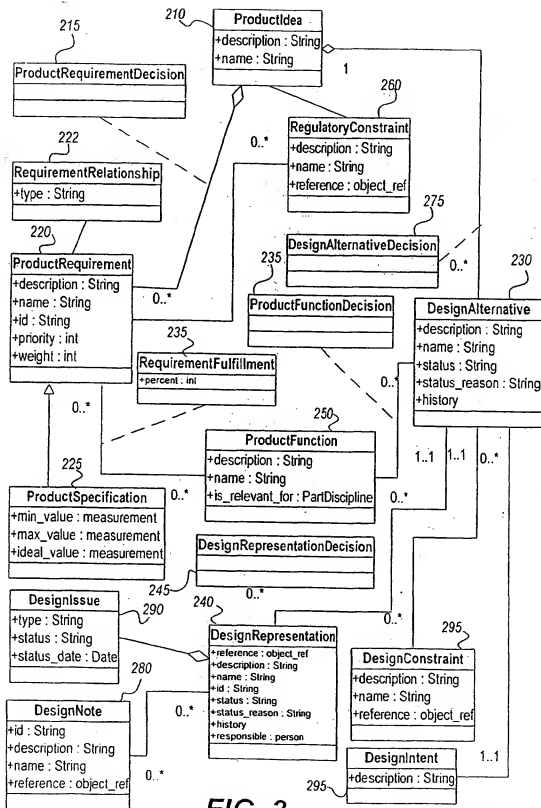 210
ProductIdea
+description : String
+name : String
1
215
ProductRequirementDecision
260
RegulatoryConstraint
+description : String
+name : String
+reference : object_ref
0..*
222
RequirementRelationship
+type : String
275
DesignAlternativeDecision
0..*
220
ProductRequirement
+description : String
+name : String
+id : String
+priority : int
+weight : int
0..*
235
ProductFunctionDecision
230
DesignAlternative
+description : String
+name : String
+status : String
+status_reason : String
+history
235
RequirementFulfillment
+percent : int
0..*
250
ProductFunction
+description : String
+name : String
+is_relevant_for : PartDiscipline
0..*
0..*
1..1
1..1
0..*
225
ProductSpecification
+min_value : measurement
+max_value : measurement
+ideal_value : measurement
DesignRepresentationDecision
245
0..*
290
DesignIssue
+type : String
+status : String
+status_date : Date
240
DesignRepresentation
+reference : object_ref
+description : String
+name : String
+id : String
+status : String
+status_reason : String
+history
+responsible : person
0..*
0..*
295
DesignConstraint
+description : String
+name : String
+reference : object_ref
280
DesignNote
+id : String
+description : String
+name : String
+reference : object_ref
0..*
1..1
DesignIntent
+description : String
295